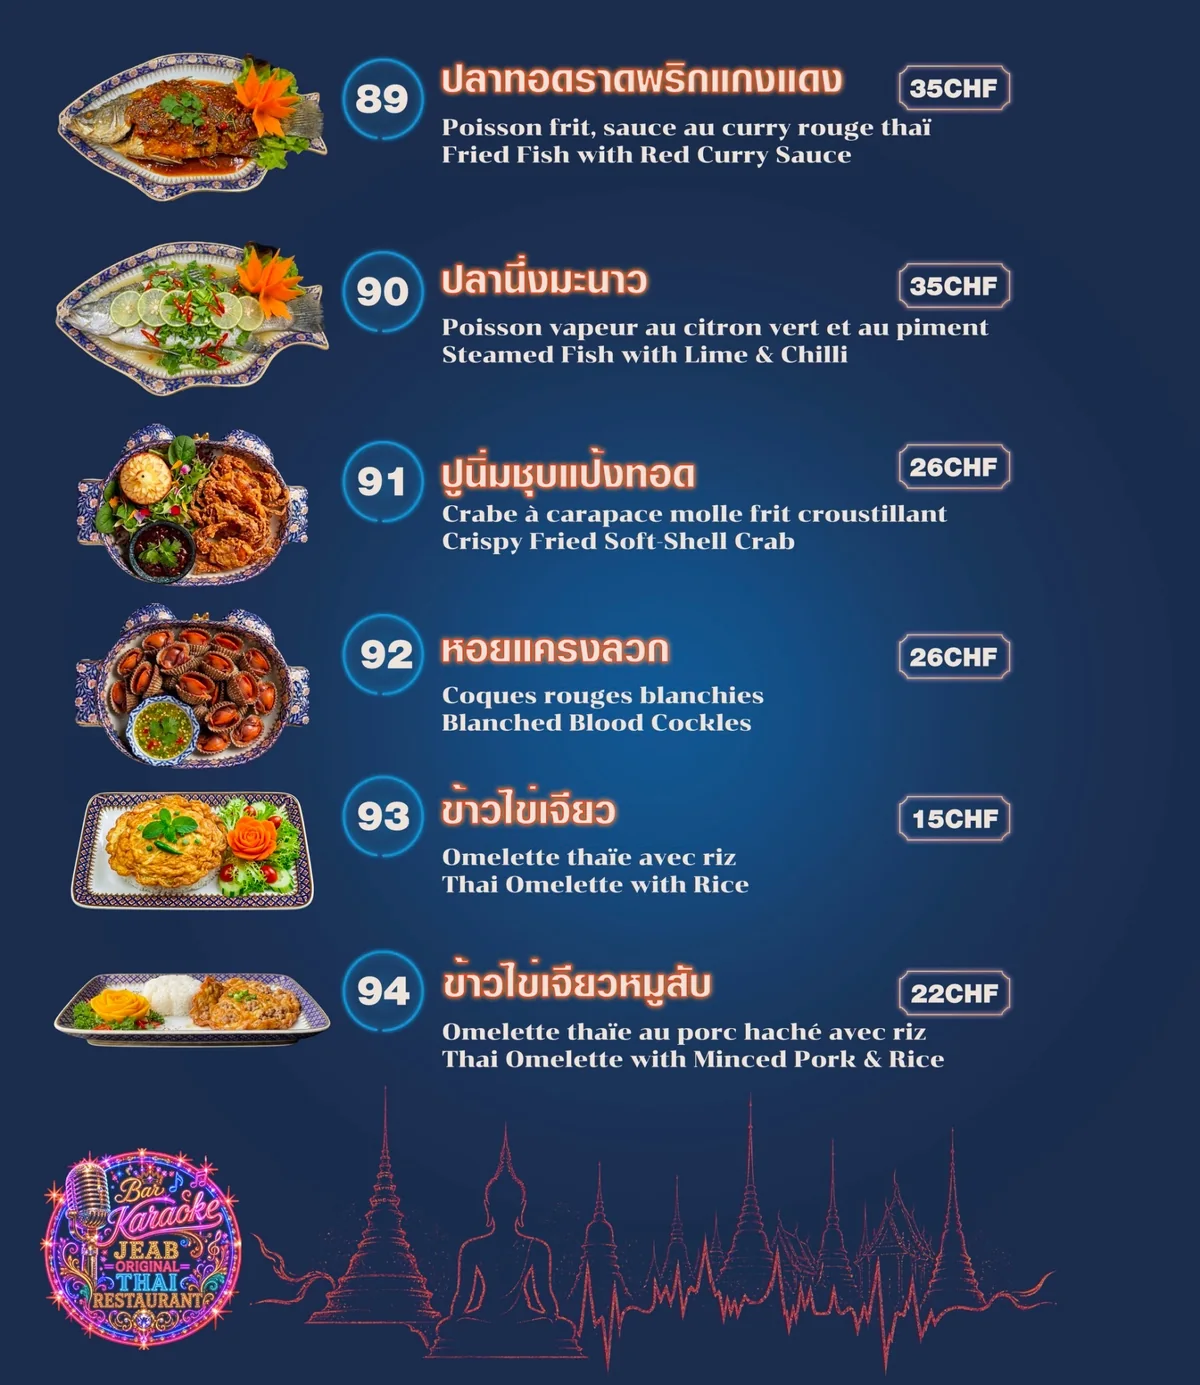 89
ปลาทอดราดพริกแกงแดง
35CHF
Poisson frit, sauce au curry rouge thaï
Fried Fish with Red Curry Sauce
90
ปลานึ่งมะนาว
35CHF
Poisson vapeur au citron vert et au piment
Steamed Fish with Lime & Chilli
91
ปูนิ่มชุบแป้งทอด
26CHF
Crabe à carapace molle frit croustillant
Crispy Fried Soft-Shell Crab
92
หอยแครงลวก
26CHF
Coques rouges blanchies
Blanched Blood Cockles
93
ข้าวไข่เจียว
15CHF
Omelette thaïe avec riz
Thai Omelette with Rice
94
ข้าวไข่เจียวหมูสับ
22CHF
Omelette thaïe au porc haché avec riz
Thai Omelette with Minced Pork & Rice
Bar
Karaoke
JEAB
ORIGINAL
THAI
RESTAURANT